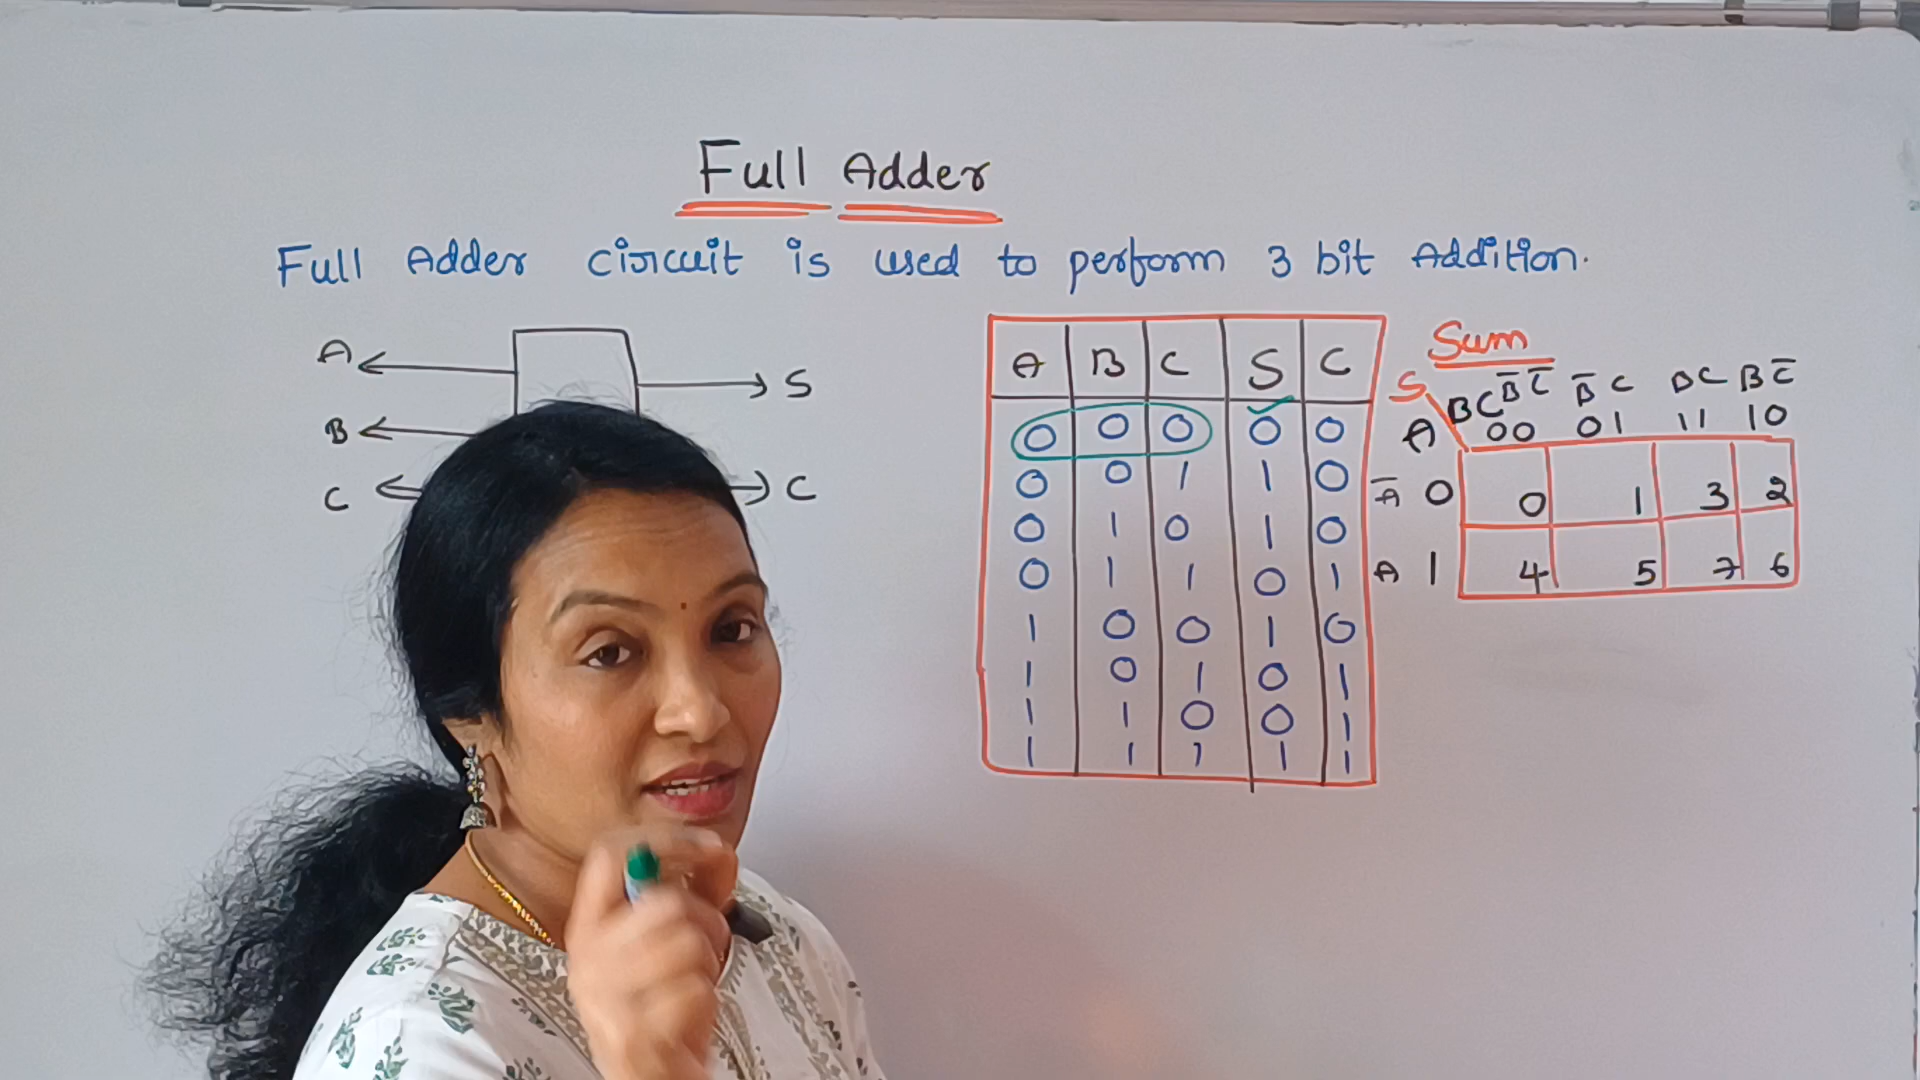 Full Adder
Full Adder circuit is used to perform 3 bit Addition.
A
B
C
S
C
A B C S C
0 0 0 0 0
0 0 1 1 0
0 1 0 1 0
0 1 1 0 1
1 0 0 1 0
1 0 1 0 1
1 1 0 0 1
1 1 1 1 1
Sum
S BC B̅ C̅ B̅ C BC B C̅
A 00 01 11 10
A̅ 0 0 1 3 2
A 1 4 5 7 6